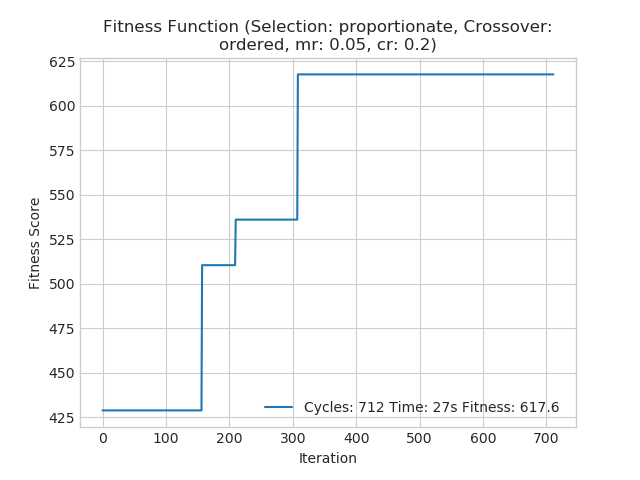 Fitness Function (Selection: proportionate, Crossover:
ordered, mr: 0.05, cr: 0.2)
625
600
575
550
525
500
475
450
425
Fitness Score
Cycles: 712 Time: 27s Fitness: 617.6
0 100 200 300 400 500 600 700
Iteration